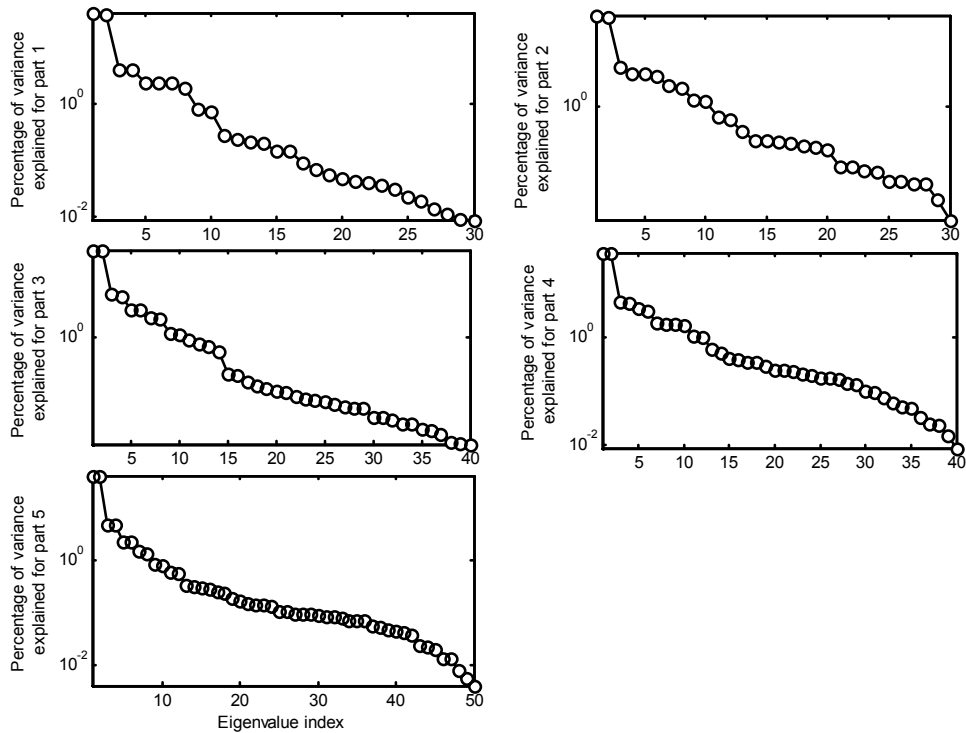 Percentage of variance
explained for part 1
10^0
10^-2
5 10 15 20 25 30
Percentage of variance
explained for part 2
10^0
5 10 15 20 25 30
Percentage of variance
explained for part 3
10^0
5 10 15 20 25 30 35 40
Percentage of variance
explained for part 4
10^0
10^-2
5 10 15 20 25 30 35 40
Percentage of variance
explained for part 5
10^0
10^-2
10 20 30 40 50
Eigenvalue index